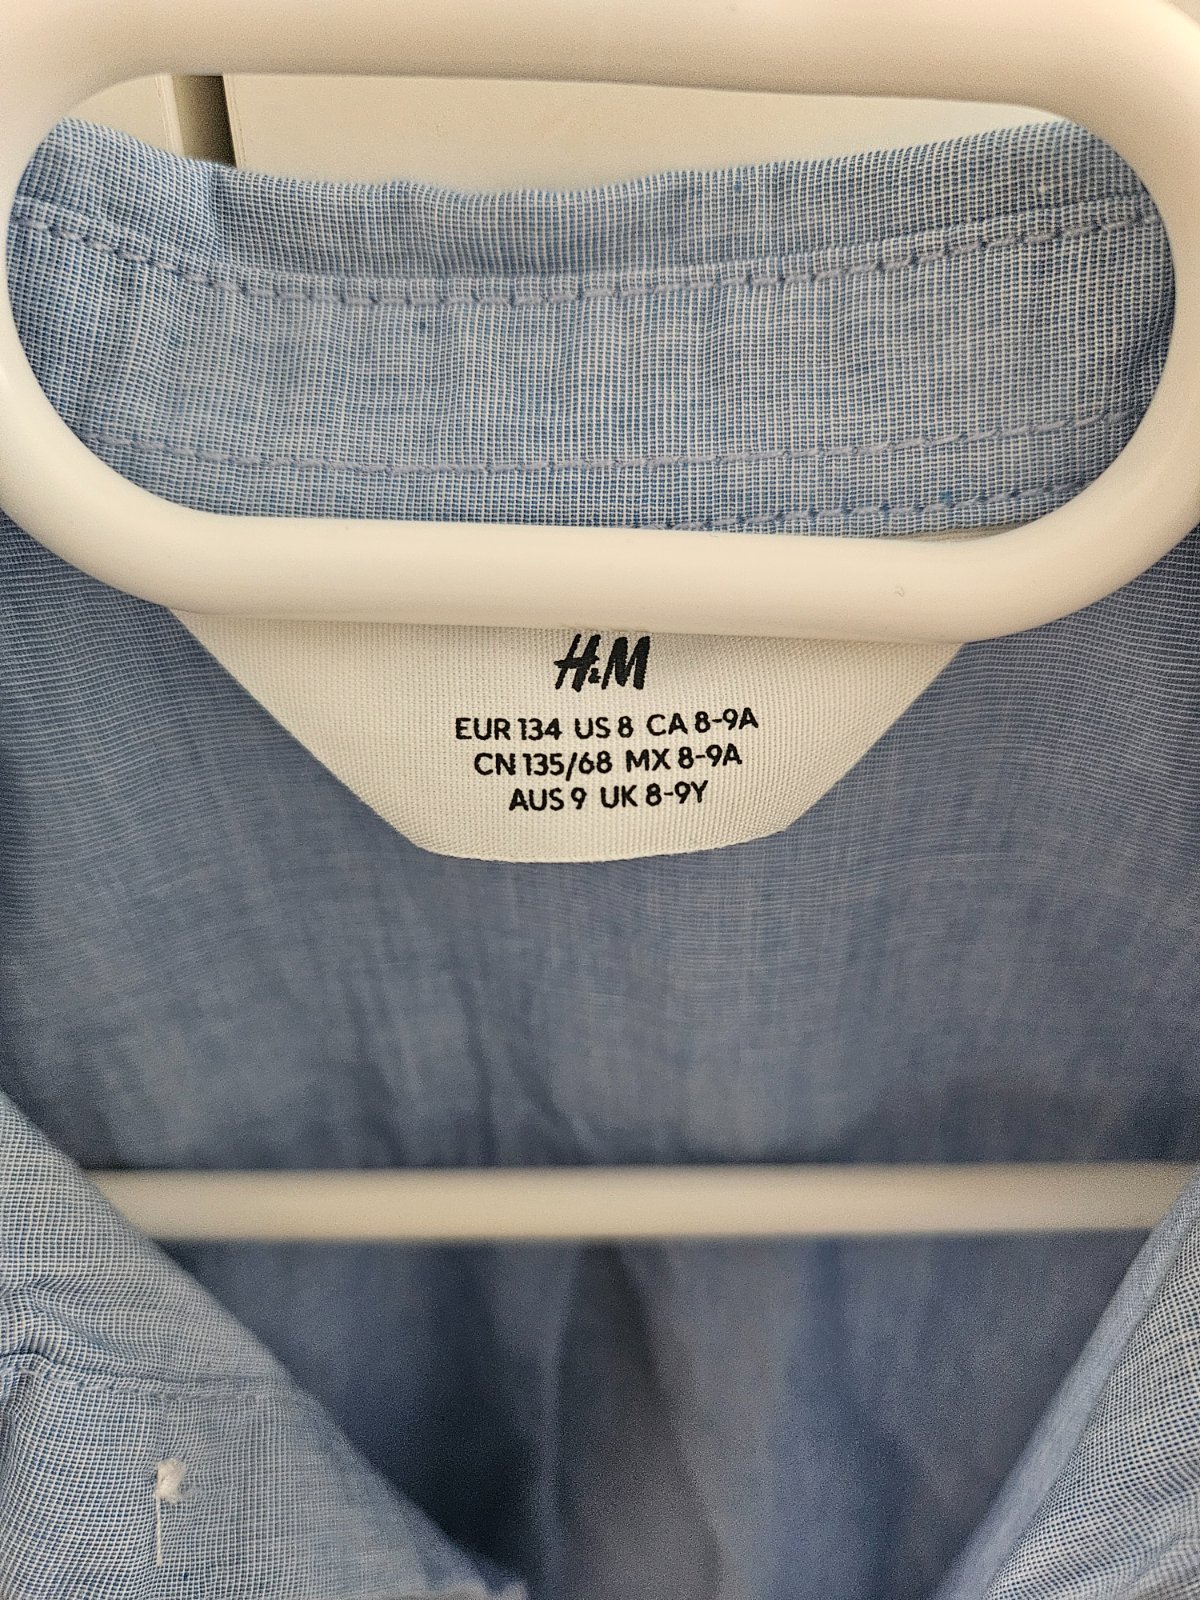 H&M
EUR 134 US 8 CA 8-9A
CN 135/68 MX 8-9A
AUS 9 UK 8-9Y